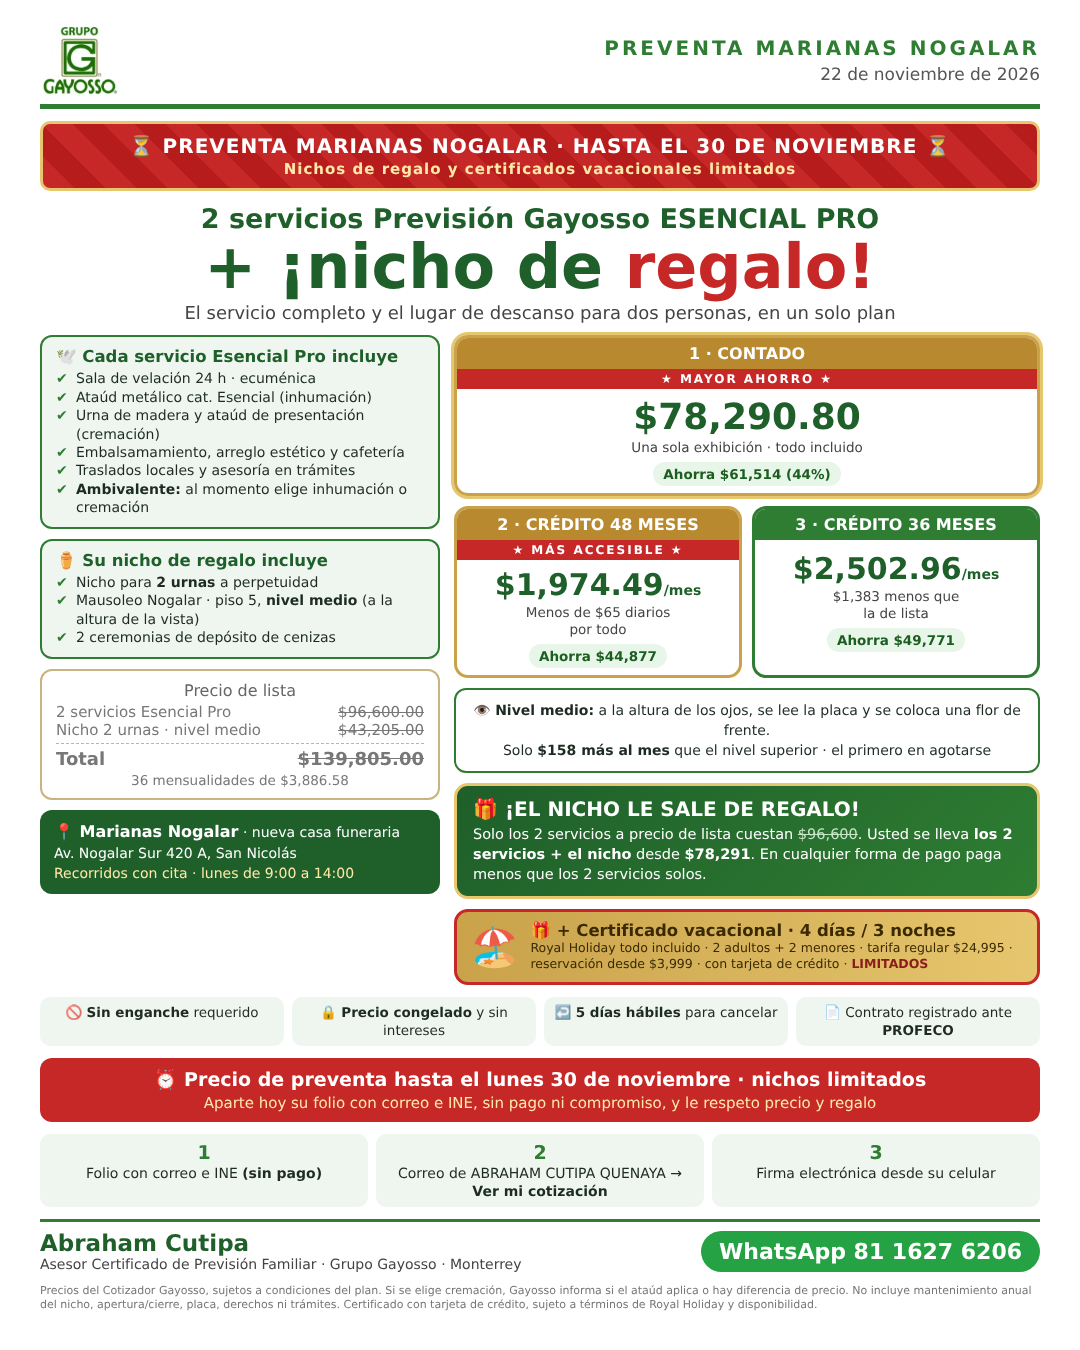 GRUPO
GAYOSSO
PREVENTA MARIANAS NOGALAR
22 de noviembre de 2026
⏳ PREVENTA MARIANAS NOGALAR · HASTA EL 30 DE NOVIEMBRE ⏳
Nichos de regalo y certificados vacacionales limitados
2 servicios Previsión Gayosso ESENCIAL PRO
+ ¡nicho de regalo!
El servicio completo y el lugar de descanso para dos personas, en un solo plan
🕊️ Cada servicio Esencial Pro incluye
✔ Sala de velación 24 h · ecuménica
✔ Ataúd metálico cat. Esencial (inhumación)
✔ Urna de madera y ataúd de presentación
(cremación)
✔ Embalsamamiento, arreglo estético y cafetería
✔ Traslados locales y asesoría en trámites
✔ Ambivalente: al momento elige inhumación o
cremación
⚱️ Su nicho de regalo incluye
✔ Nicho para 2 urnas a perpetuidad
✔ Mausoleo Nogalar · piso 5, nivel medio (a la
altura de la vista)
✔ 2 ceremonias de depósito de cenizas
Precio de lista
2 servicios Esencial Pro $96,600.00
Nicho 2 urnas · nivel medio $43,205.00
Total $139,805.00
36 mensualidades de $3,886.58
📍 Marianas Nogalar · nueva casa funeraria
Av. Nogalar Sur 420 A, San Nicolás
Recorridos con cita · lunes de 9:00 a 14:00
1 · CONTADO
★ MAYOR AHORRO ★
$78,290.80
Una sola exhibición · todo incluido
Ahorra $61,514 (44%)
2 · CRÉDITO 48 MESES
★ MÁS ACCESIBLE ★
$1,974.49/mes
Menos de $65 diarios
por todo
Ahorra $44,877
3 · CRÉDITO 36 MESES
$2,502.96/mes
$1,383 menos que
la de lista
Ahorra $49,771
👁️ Nivel medio: a la altura de los ojos, se lee la placa y se coloca una flor de
frente.
Solo $158 más al mes que el nivel superior · el primero en agotarse
🎁 ¡EL NICHO LE SALE DE REGALO!
Solo los 2 servicios a precio de lista cuestan $96,600. Usted se lleva los 2
servicios + el nicho desde $78,291. En cualquier forma de pago paga
menos que los 2 servicios solos.
🏖️ 🎁 + Certificado vacacional · 4 días / 3 noches
Royal Holiday todo incluido · 2 adultos + 2 menores · tarifa regular $24,995 ·
reservación desde $3,999 · con tarjeta de crédito · LIMITADOS
🚫 Sin enganche requerido
🔒 Precio congelado y sin
intereses
↩️ 5 días hábiles para cancelar
📄 Contrato registrado ante
PROFECO
⏰ Precio de preventa hasta el lunes 30 de noviembre · nichos limitados
Aparte hoy su folio con correo e INE, sin pago ni compromiso, y le respeto precio y regalo
1
Folio con correo e INE (sin pago)
2
Correo de ABRAHAM CUTIPA QUENAYA →
Ver mi cotización
3
Firma electrónica desde su celular
Abraham Cutipa
Asesor Certificado de Previsión Familiar · Grupo Gayosso · Monterrey
WhatsApp 81 1627 6206
Precios del Cotizador Gayosso, sujetos a condiciones del plan. Si se elige cremación, Gayosso informa si el ataúd aplica o hay diferencia de precio. No incluye mantenimiento anual
del nicho, apertura/cierre, placa, derechos ni trámites. Certificado con tarjeta de crédito, sujeto a términos de Royal Holiday y disponibilidad.